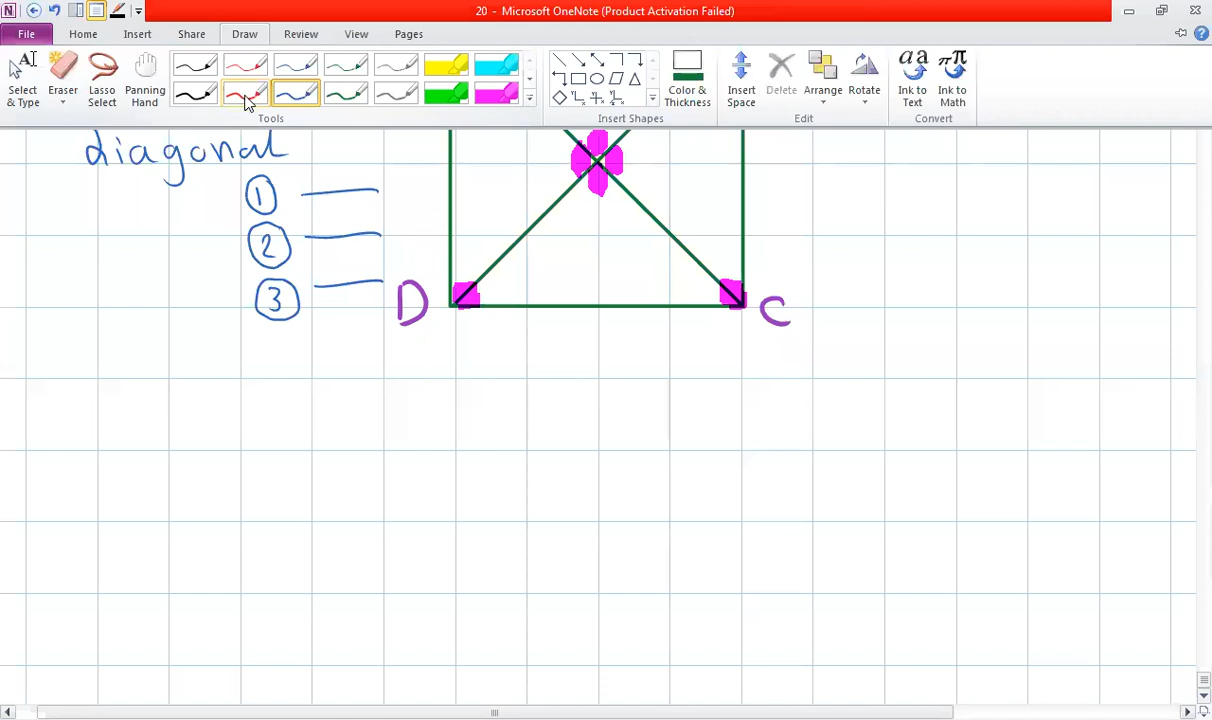 20 - Microsoft OneNote (Product Activation Failed)
File Home Insert Share Draw Review View Pages
Select & Type
Eraser
Lasso Select
Panning Hand
Color & Thickness
Insert Space
Delete
Arrange
Rotate
Ink to Text
Ink to Math
Tools
Insert Shapes
Edit
Convert
diagonal
1
2
3
D
C